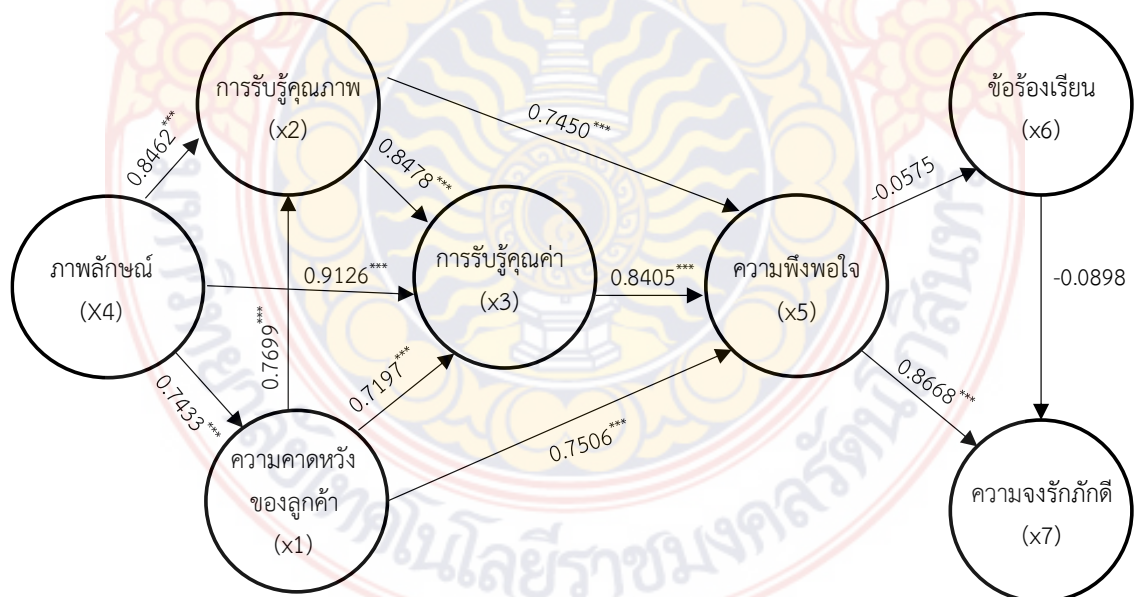 การรับรู้คุณภาพ
(x2)
ข้อร้องเรียน
(x6)
0.8462***
0.7450***
0.8478***
-0.0575
ภาพลักษณ์
(X4)
0.9126***
การรับรู้คุณค่า
(x3)
0.8405***
ความพึงพอใจ
(x5)
-0.0898
0.7699***
0.7197***
0.7433***
0.8668***
0.7506***
ความคาดหวัง
ของลูกค้า
(x1)
ความจงรักภักดี
(x7)